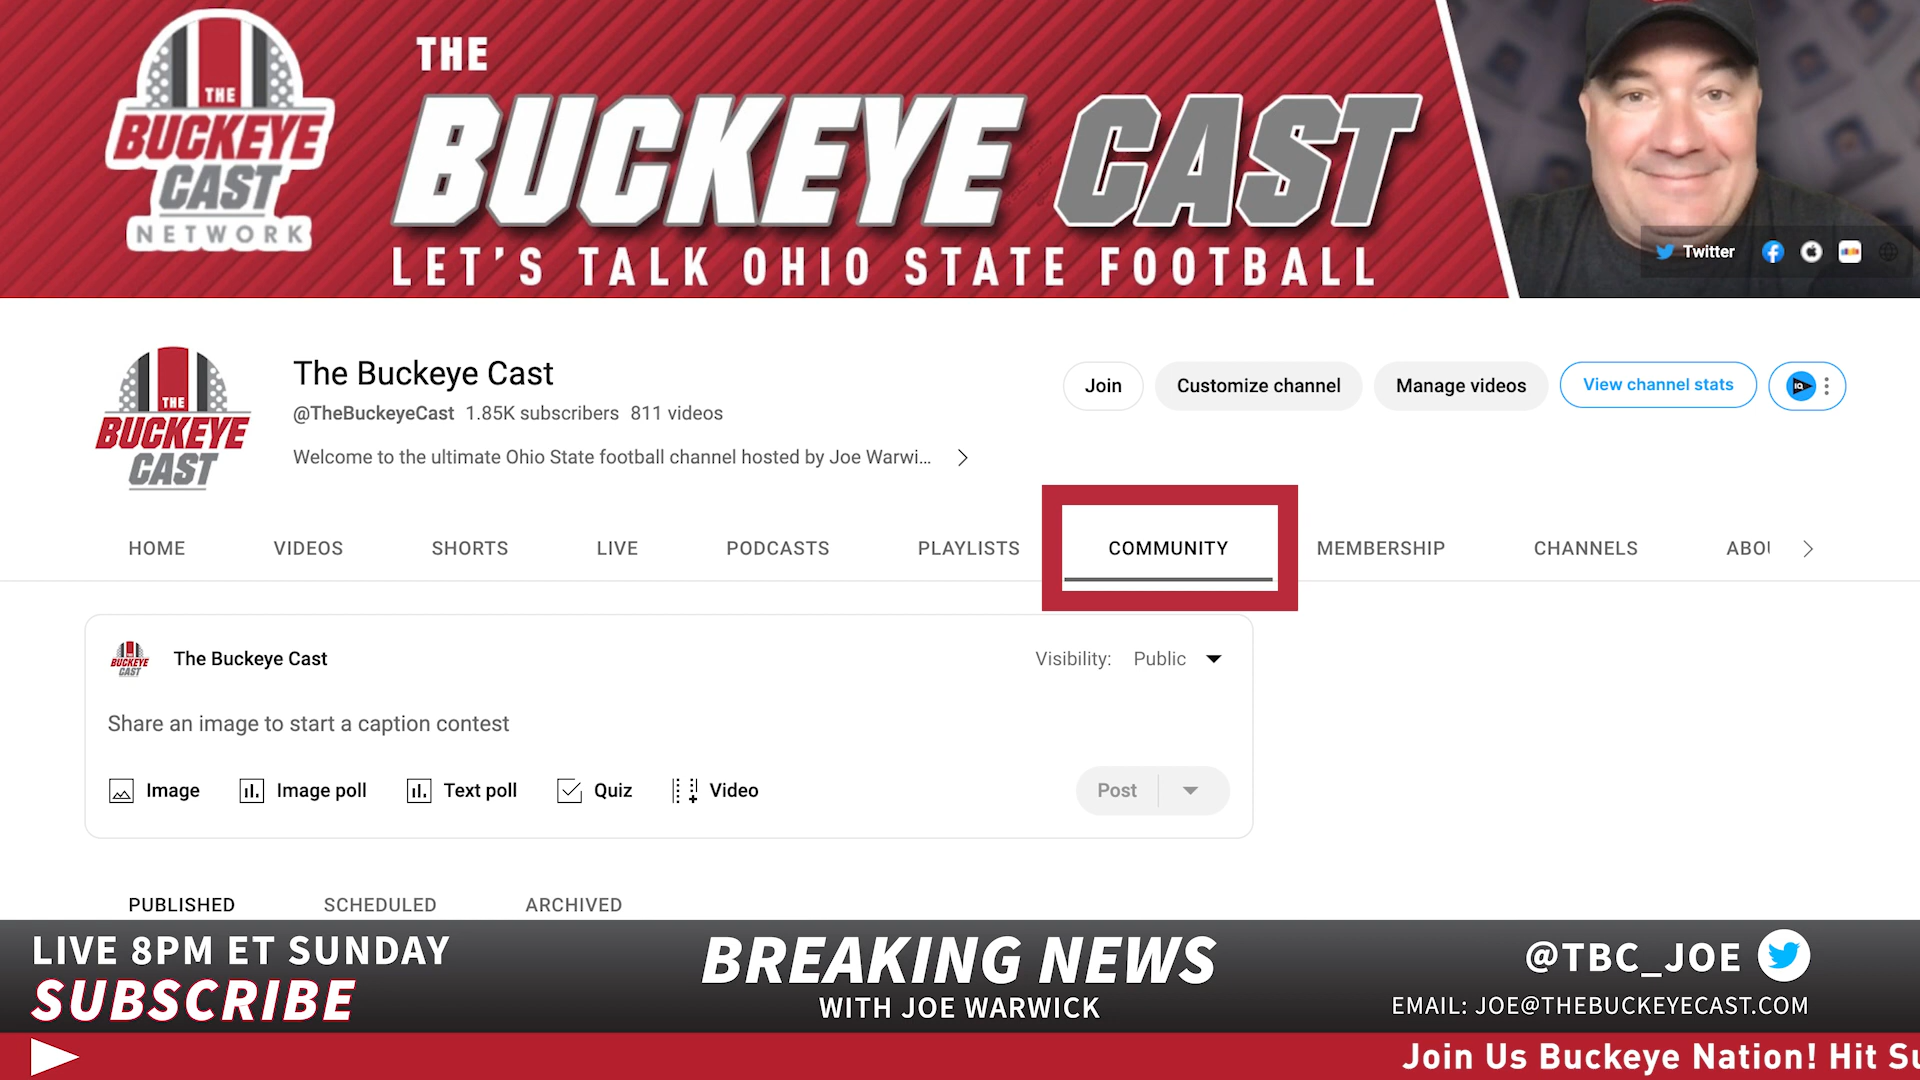 THE
BUCKEYE
CAST
NETWORK
THE
BUCKEYE CAST
LET'S TALK OHIO STATE FOOTBALL
Twitter
THE
BUCKEYE
CAST
The Buckeye Cast
@TheBuckeyeCast 1.85K subscribers 811 videos
Welcome to the ultimate Ohio State football channel hosted by Joe Warwi...
Join
Customize channel
Manage videos
View channel stats
IQ
HOME
VIDEOS
SHORTS
LIVE
PODCASTS
PLAYLISTS
COMMUNITY
MEMBERSHIP
CHANNELS
ABOU
BUCKEYE
CAST
The Buckeye Cast
Visibility: Public
Share an image to start a caption contest
Image
Image poll
Text poll
Quiz
Video
Post
PUBLISHED
SCHEDULED
ARCHIVED
LIVE 8PM ET SUNDAY
SUBSCRIBE
BREAKING NEWS
WITH JOE WARWICK
@TBC_JOE
EMAIL: JOE@THEBUCKEYECAST.COM
Join Us Buckeye Nation! Hit Su